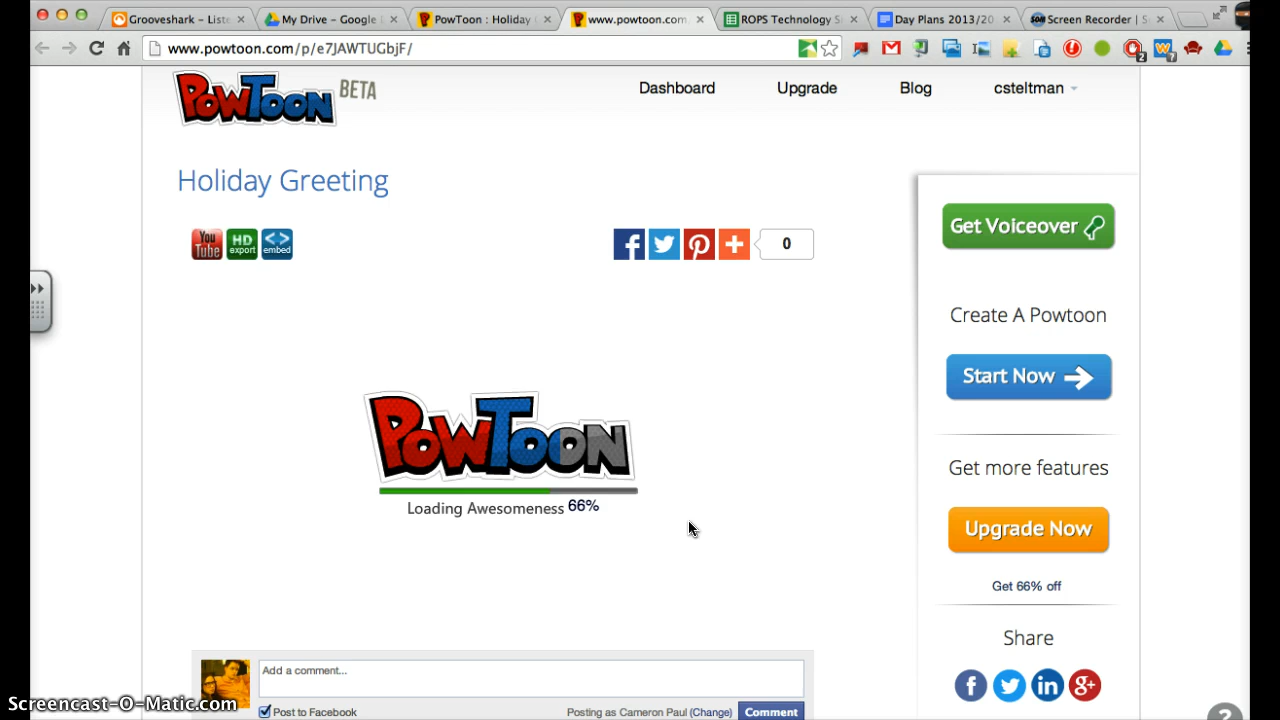 Grooveshark - Liste
My Drive - Google
PowToon : Holiday
www.powtoon.com
ROPS Technology S
Day Plans 2013/20
Screen Recorder | S
www.powtoon.com/p/e7JAWTUGbjF/
2
7
PowToon BETA
Dashboard
Upgrade
Blog
csteltman
Holiday Greeting
You Tube
HD export
embed
0
Get Voiceover
Create A Powtoon
Start Now
PowToon
Loading Awesomeness 66%
Get more features
Upgrade Now
Get 66% off
Share
Add a comment...
Post to Facebook
Posting as Cameron Paul (Change)
Comment
Screencast-O-Matic.com